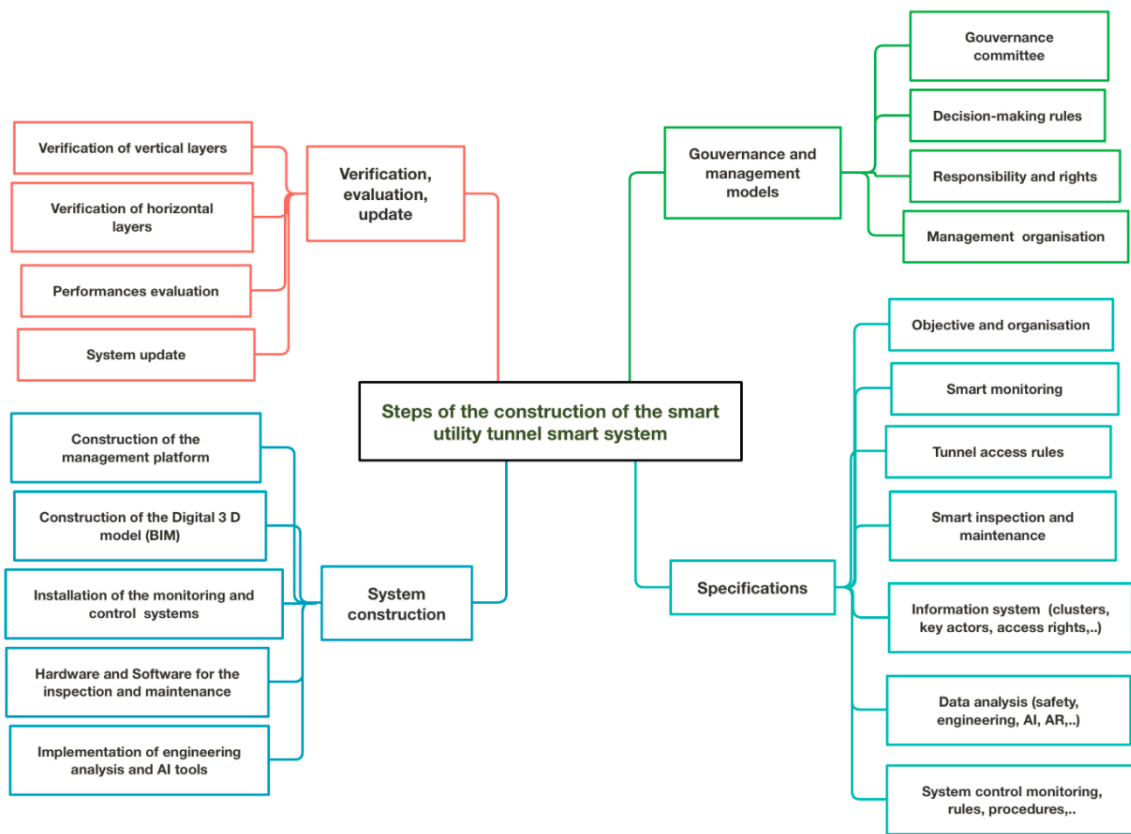 Steps of the construction of the smart
utility tunnel smart system
Gouvernance and
management
models
Gouvernance
committee
Decision-making rules
Responsibility and rights
Management organisation
Specifications
Objective and organisation
Smart monitoring
Tunnel access rules
Smart inspection and
maintenance
Information system (clusters,
key actors, access rights,..)
Data analysis (safety,
engineering, AI, AR,..)
System control monitoring,
rules, procedures,..
System
construction
Construction of the
management platform
Construction of the Digital 3 D
model (BIM)
Installation of the monitoring and
control systems
Hardware and Software for the
inspection and maintenance
Implementation of engineering
analysis and AI tools
Verification,
evaluation,
update
Verification of vertical layers
Verification of horizontal
layers
Performances evaluation
System update